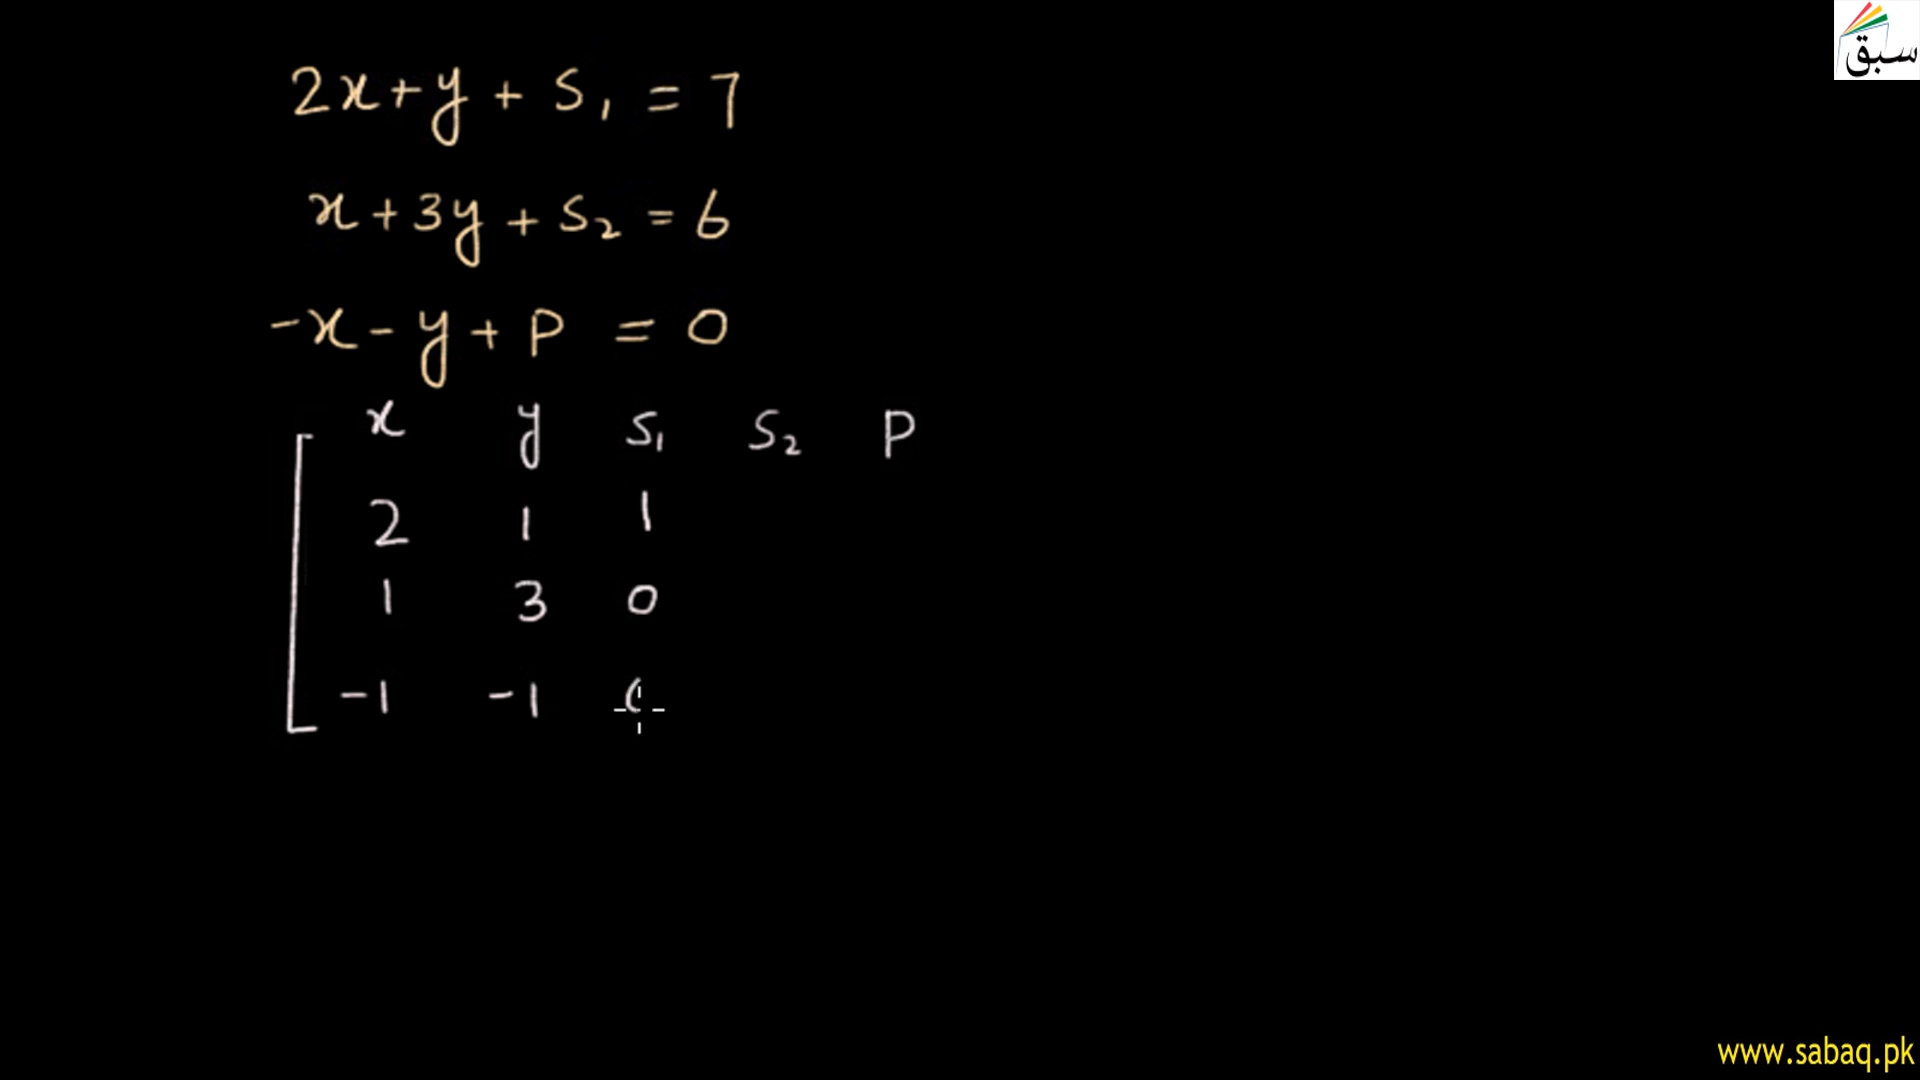 سبق
2x + y + S₁ = 7
x + 3y + S₂ = 6
-x - y + P = 0
x y S₁ S₂ P
2 1 1
1 3 0
-1 -1
www.sabaq.pk